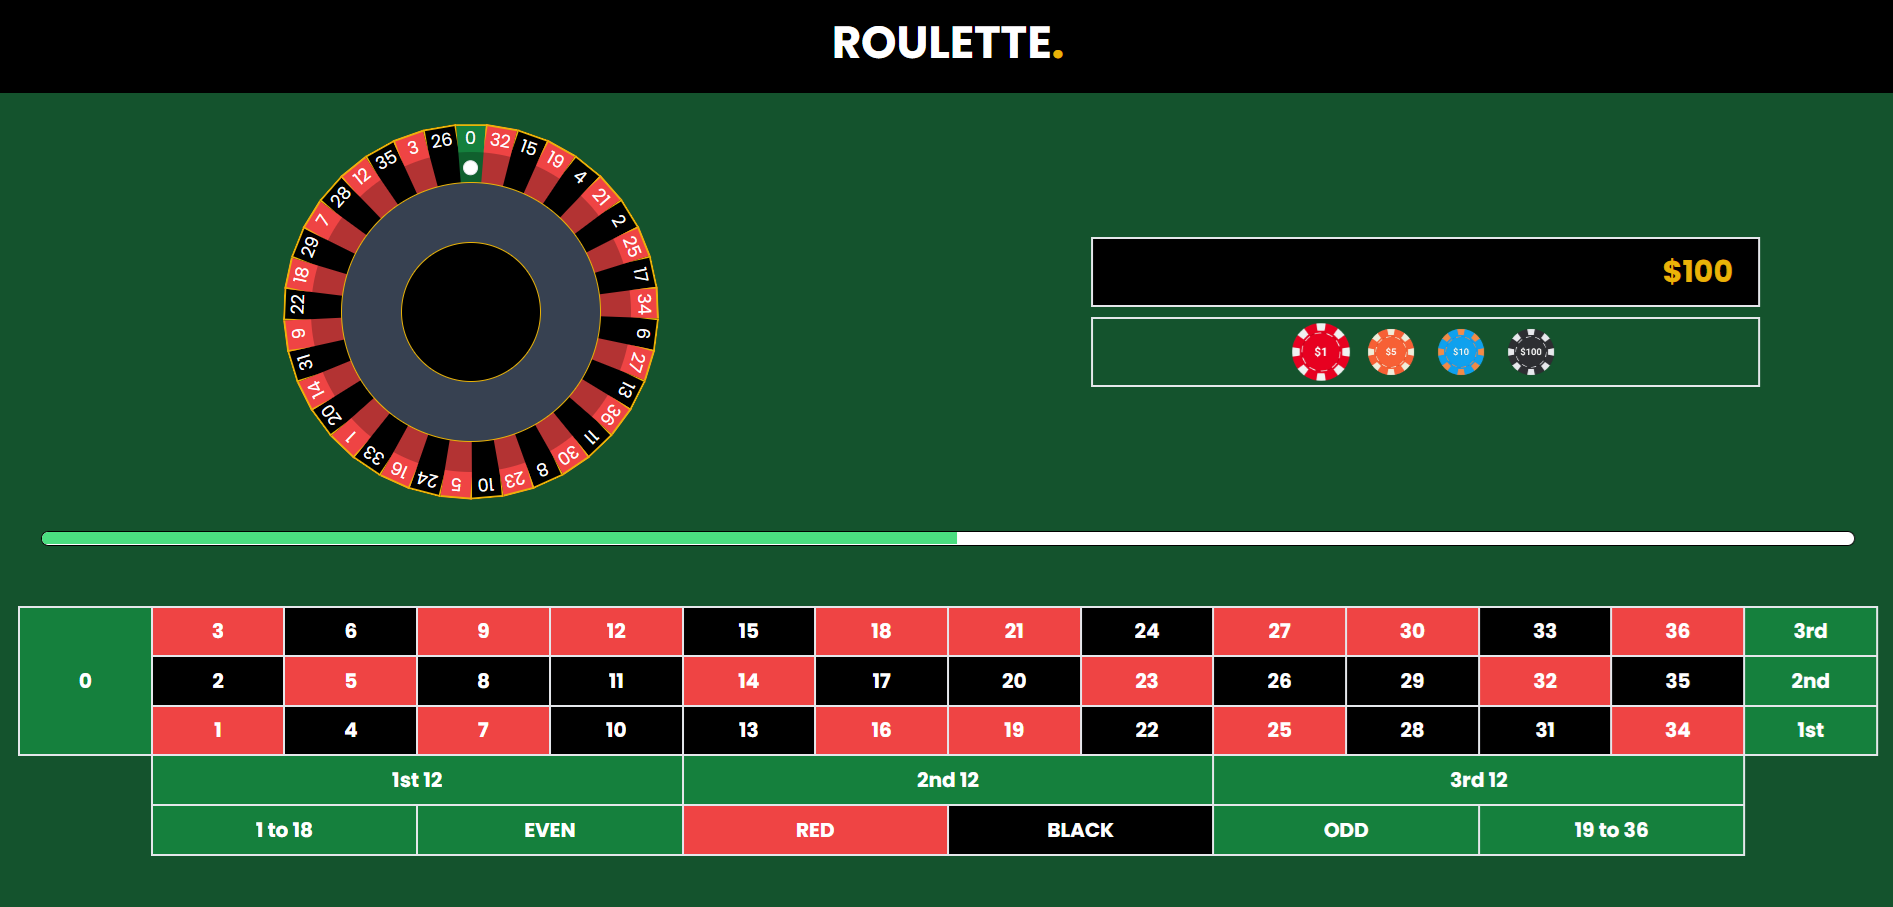 ROULETTE.
0 32 15 19 4 21 2 25 17 34 6 27 13 36 11 30 8 23 10 5 24 16 33 1 20 14 31 9 22 18 29 7 28 12 35 3 26
$100
$1 $5 $10 $100
3 6 9 12 15 18 21 24 27 30 33 36 3rd
0 2 5 8 11 14 17 20 23 26 29 32 35 2nd
1 4 7 10 13 16 19 22 25 28 31 34 1st
1st 12 2nd 12 3rd 12
1 to 18 EVEN RED BLACK ODD 19 to 36